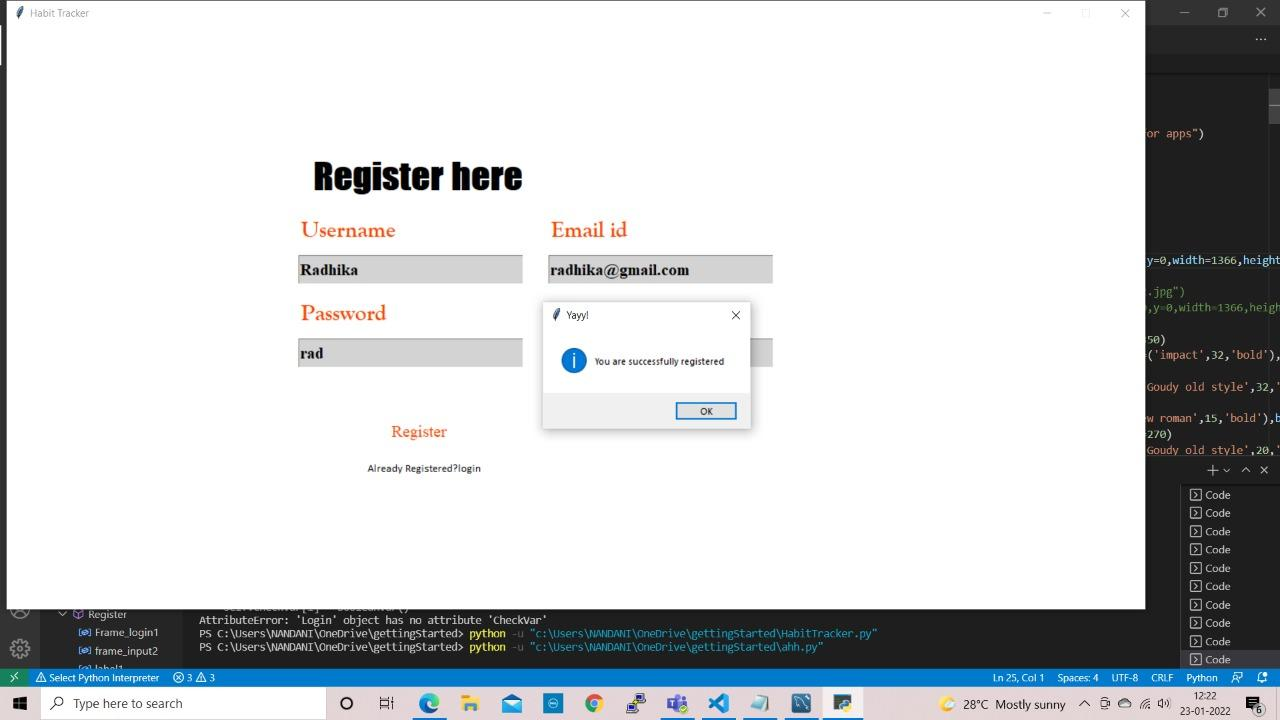 Habit Tracker
or apps")
Register here
Username
Email id
Radhika
radhika@gmail.com
y=0,width=1366,height
.jpg")
,y=0,width=1366,heigh
Password
Yayy!
50)
=('impact',32,'bold'),
rad
You are successfully registered
Goudy old style',32,'
OK
w roman',15,'bold'),b
=270)
Register
Goudy old style',20,'
Already Registered?login
Code
Code
Code
Code
Code
Code
Code
Code
Code
Code
Register
Frame_login1
frame_input2
label1
AttributeError: 'Login' object has no attribute 'CheckVar'
PS C:\Users\NANDANI\OneDrive\gettingStarted> python -u "c:\Users\NANDANI\OneDrive\gettingStarted\HabitTracker.py"
PS C:\Users\NANDANI\OneDrive\gettingStarted> python -u "c:\Users\NANDANI\OneDrive\gettingStarted\ahh.py"
Select Python Interpreter 3 3 Ln 25, Col 1 Spaces: 4 UTF-8 CRLF Python
Type here to search
28°C Mostly sunny
12:22
23-01-2022
6